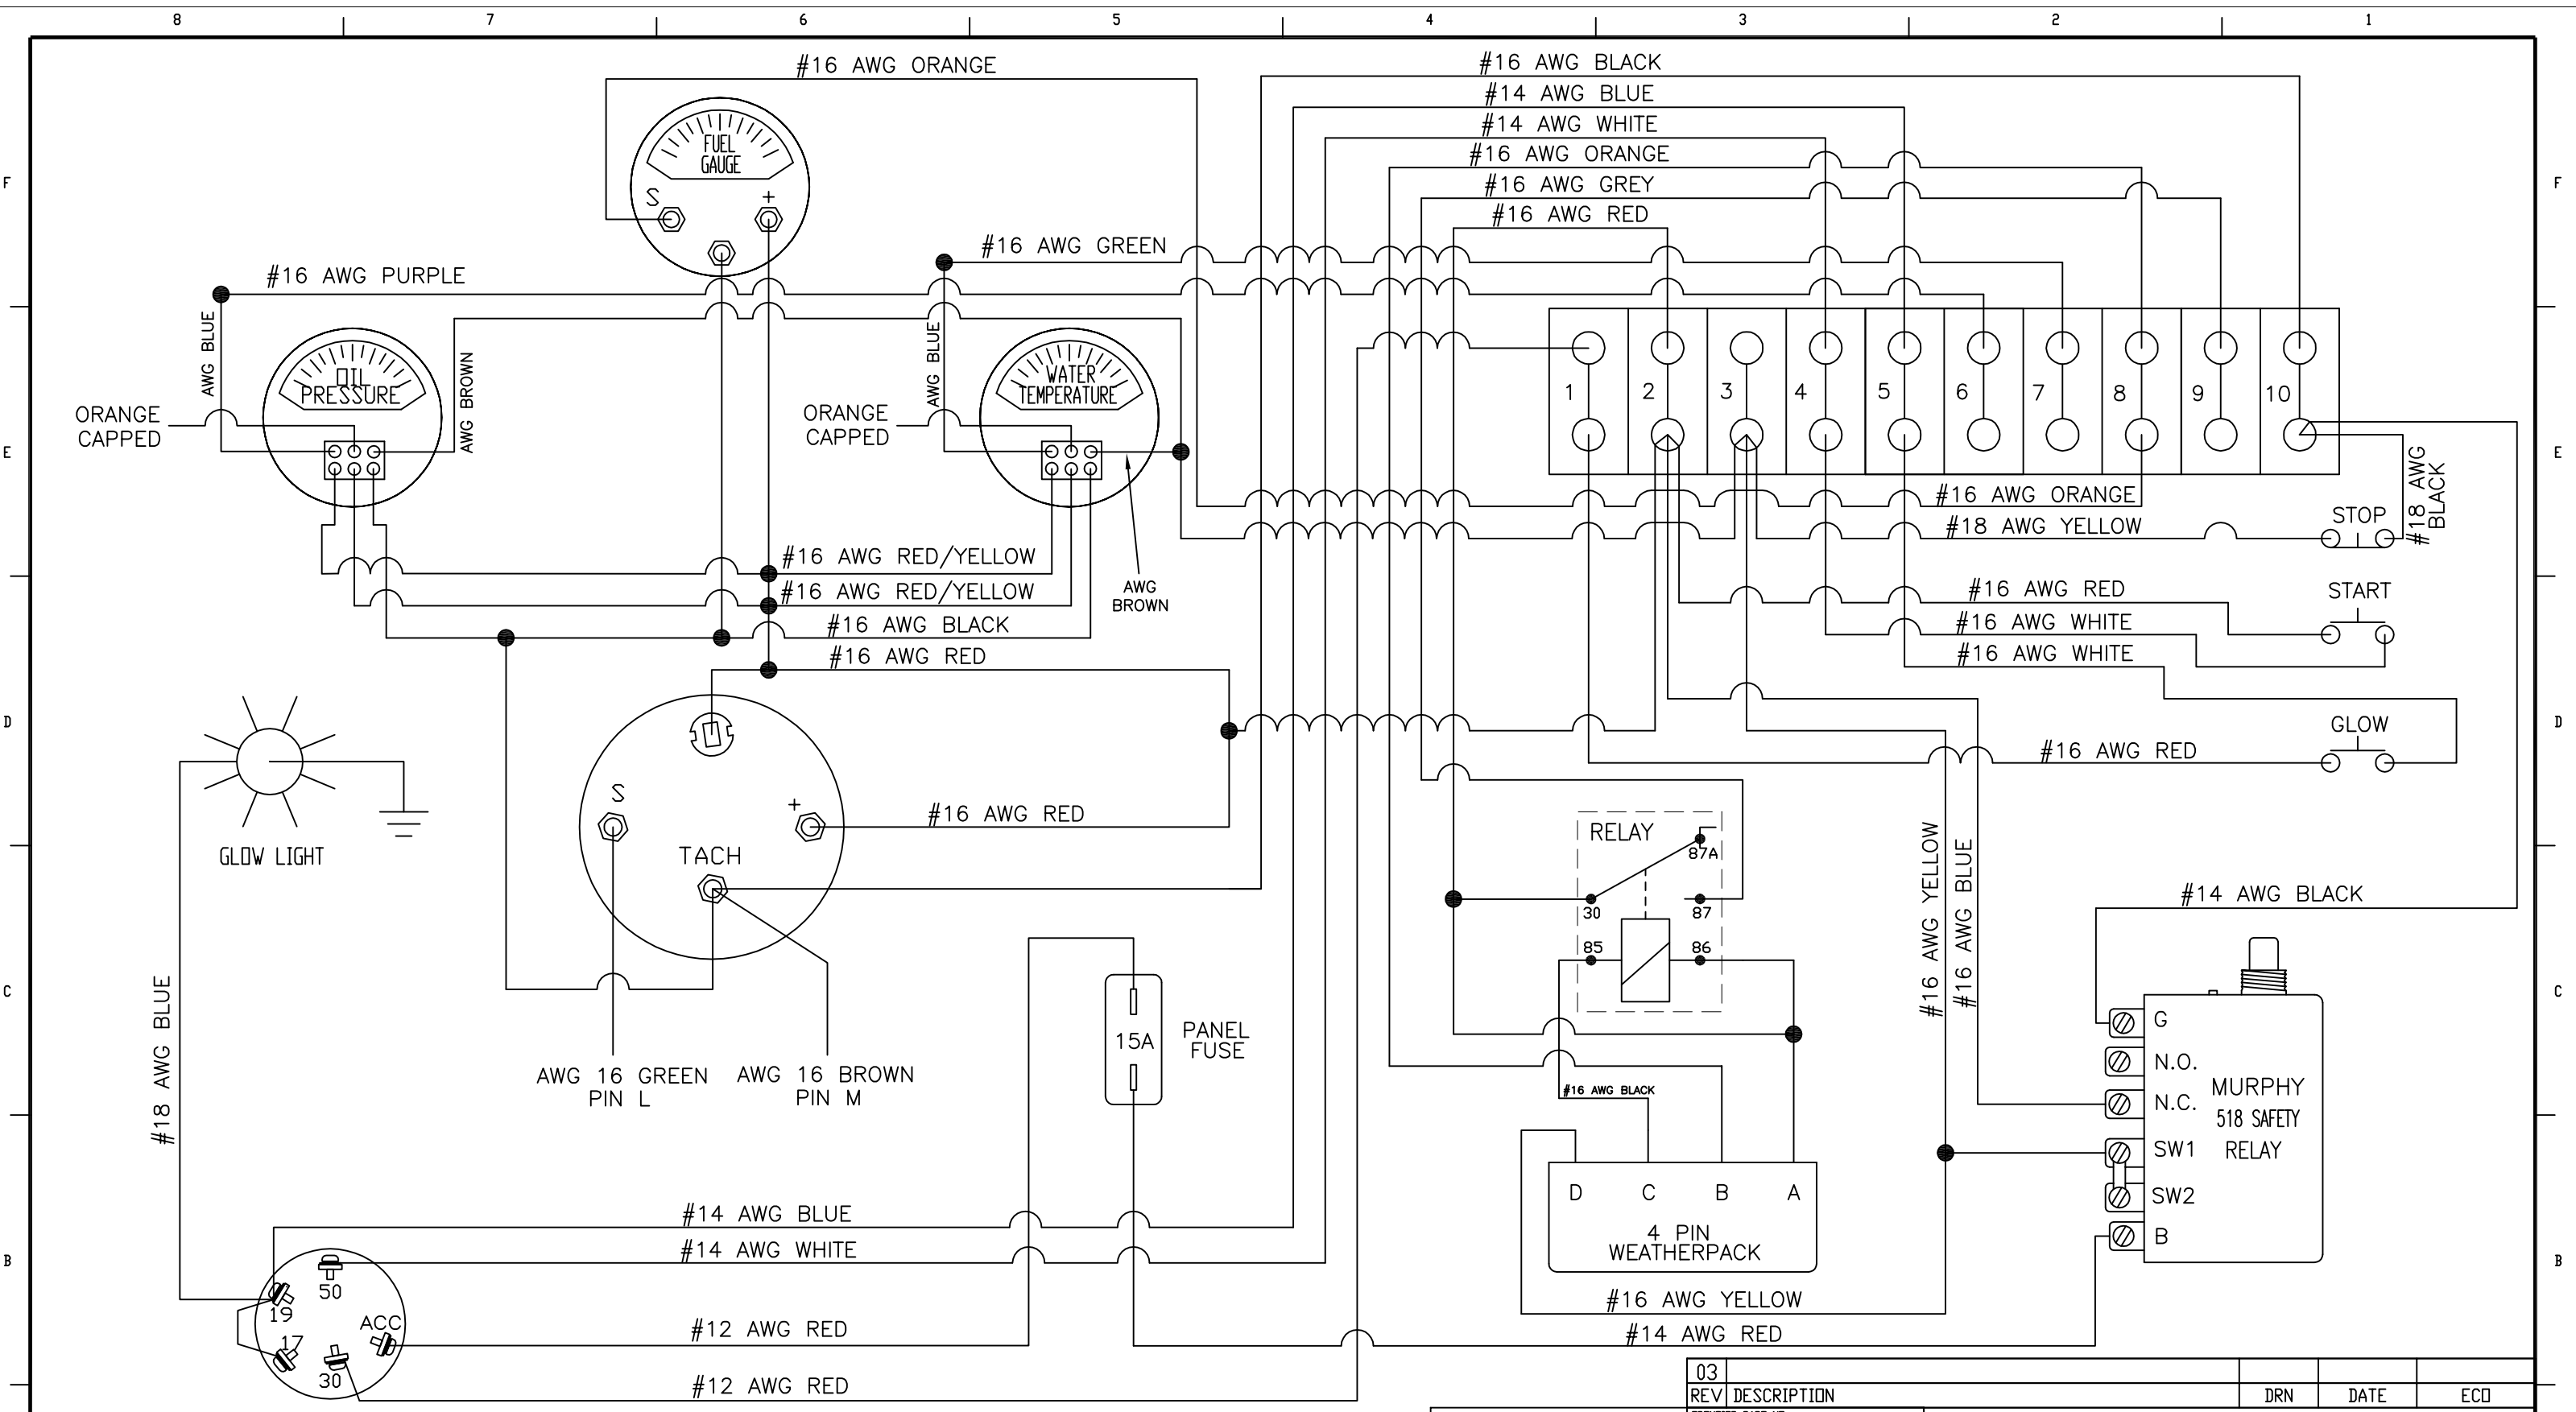 8 7 6 5 4 3 2 1
#16 AWG ORANGE
#16 AWG BLACK
#14 AWG BLUE
#14 AWG WHITE
#16 AWG ORANGE
#16 AWG GREY
#16 AWG RED
F
F
FUEL
GAUGE
S
+
#16 AWG GREEN
#16 AWG PURPLE
AWG BLUE
AWG BROWN
AWG BLUE
OIL
PRESSURE
WATER
TEMPERATURE
ORANGE
CAPPED
ORANGE
CAPPED
1 2 3 4 5 6 7 8 9 10
E
E
#16 AWG ORANGE
#18 AWG YELLOW
STOP
#18 AWG
BLACK
#16 AWG RED/YELLOW
#16 AWG RED/YELLOW
AWG
BROWN
#16 AWG BLACK
#16 AWG RED
#16 AWG RED
START
#16 AWG WHITE
#16 AWG WHITE
D
D
GLOW
#16 AWG RED
GLOW LIGHT
S
+
TACH
#16 AWG RED
RELAY
87A
30
87
85
86
#16 AWG YELLOW
#16 AWG BLUE
#14 AWG BLACK
C
C
#18 AWG BLUE
15A
PANEL
FUSE
AWG 16 GREEN
PIN L
AWG 16 BROWN
PIN M
#16 AWG BLACK
G
N.O.
N.C.
SW1
SW2
B
MURPHY
518 SAFETY
RELAY
D C B A
4 PIN
WEATHERPACK
#14 AWG BLUE
#14 AWG WHITE
B
B
50
19
ACC
17
30
#12 AWG RED
#12 AWG RED
#16 AWG YELLOW
#14 AWG RED
03
REV DESCRIPTION DRN DATE ECO